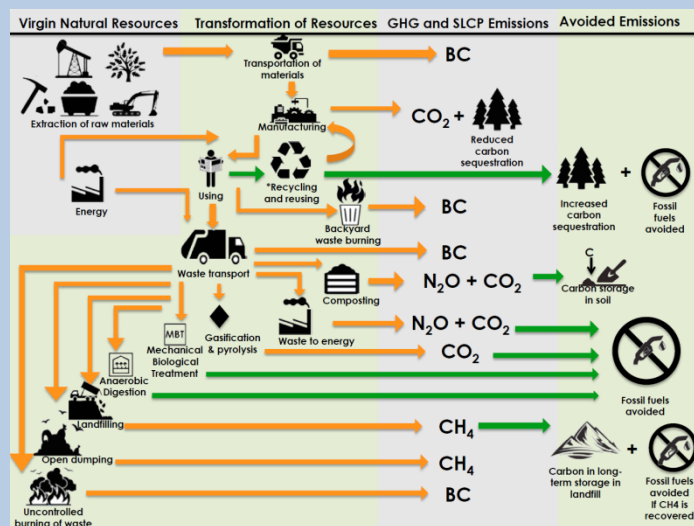 Virgin Natural Resources
Transformation of Resources
GHG and SLCP Emissions
Avoided Emissions
Transportation of
materials
BC
Extraction of raw materials
Manufacturing
CO2 +
Reduced
carbon
sequestration
Energy
Using
*Recycling
and reusing
Increased
carbon
sequestration
+
Fossil
fuels
avoided
Backyard
waste burning
BC
Waste transport
BC
Composting
N2O + CO2
C
Carbon storage
in soil
Waste to energy
N2O + CO2
Gasification
& pyrolysis
CO2
MBT
Mechanical
Biological
Treatment
Anaerobic
Digestion
Fossil fuels
avoided
Landfilling
CH4
Carbon in long-
term storage in
landfill
+
Fossil
fuels
avoided
If CH4 is
recovered
Open dumping
CH4
Uncontrolled
burning of waste
BC